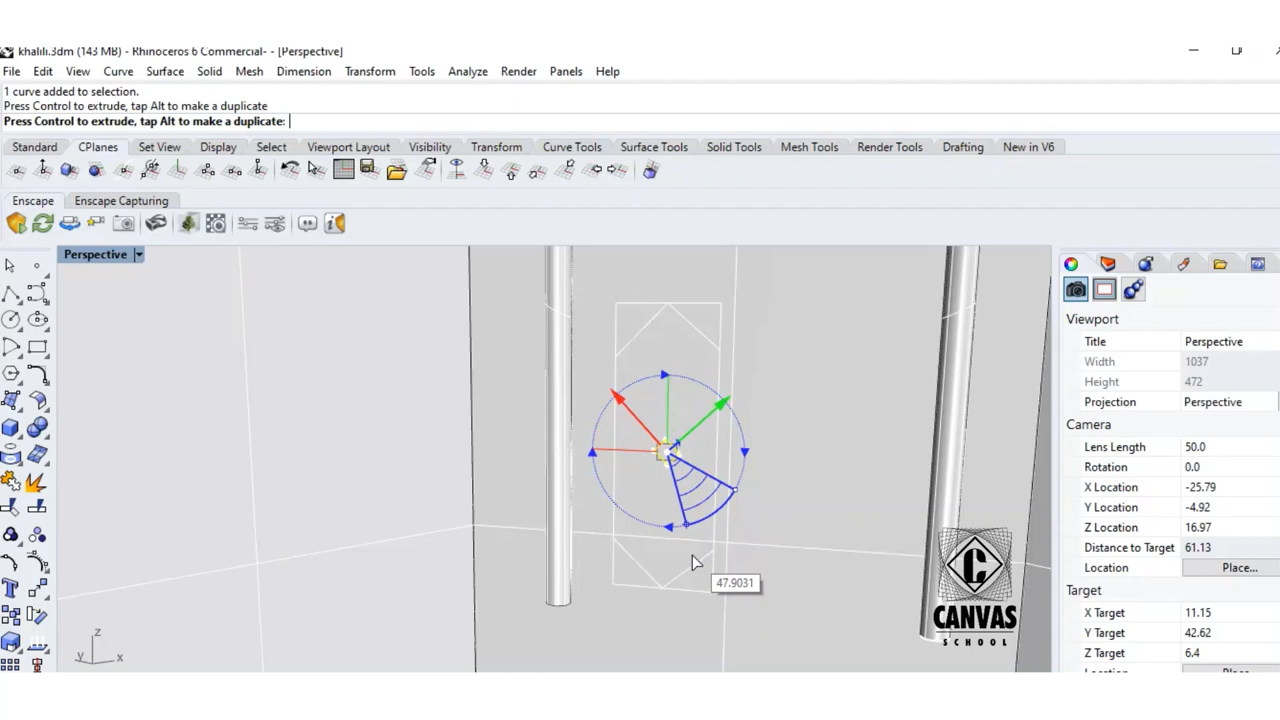 khalili.3dm (143 MB) - Rhinoceros 6 Commercial- - [Perspective]
File Edit View Curve Surface Solid Mesh Dimension Transform Tools Analyze Render Panels Help
1 curve added to selection.
Press Control to extrude, tap Alt to make a duplicate
Press Control to extrude, tap Alt to make a duplicate:
Standard CPlanes Set View Display Select Viewport Layout Visibility Transform Curve Tools Surface Tools Solid Tools Mesh Tools Render Tools Drafting New in V6
Enscape Enscape Capturing
Perspective
Viewport
Title Perspective
Width 1037
Height 472
Projection Perspective
Camera
Lens Length 50.0
Rotation 0.0
X Location -25.79
Y Location -4.92
Z Location 16.97
Distance to Target 61.13
Location Place...
Target
X Target 11.15
Y Target 42.62
Z Target 6.4
47.9031
z
y x
C
CANVAS
SCHOOL